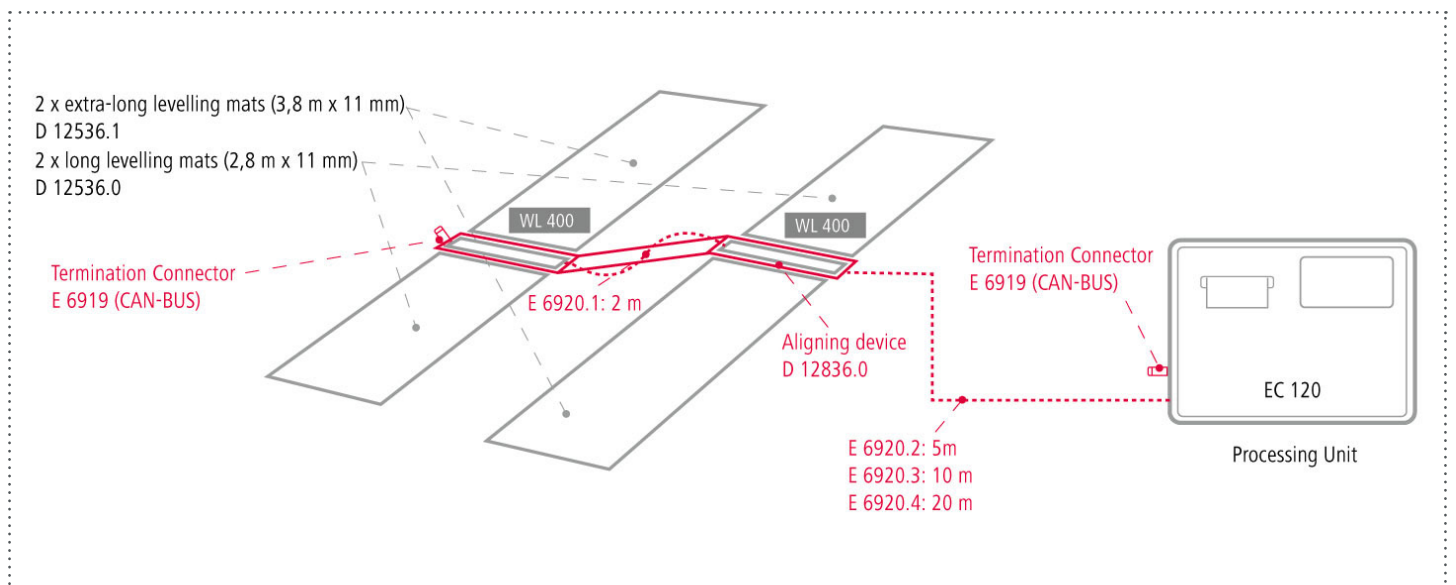 2 x extra-long levelling mats (3,8 m x 11 mm)
D 12536.1
2 x long levelling mats (2,8 m x 11 mm)
D 12536.0
WL 400
WL 400
Termination Connector
E 6919 (CAN-BUS)
E 6920.1: 2 m
Aligning device
D 12836.0
Termination Connector
E 6919 (CAN-BUS)
EC 120
E 6920.2: 5m
E 6920.3: 10 m
E 6920.4: 20 m
Processing Unit